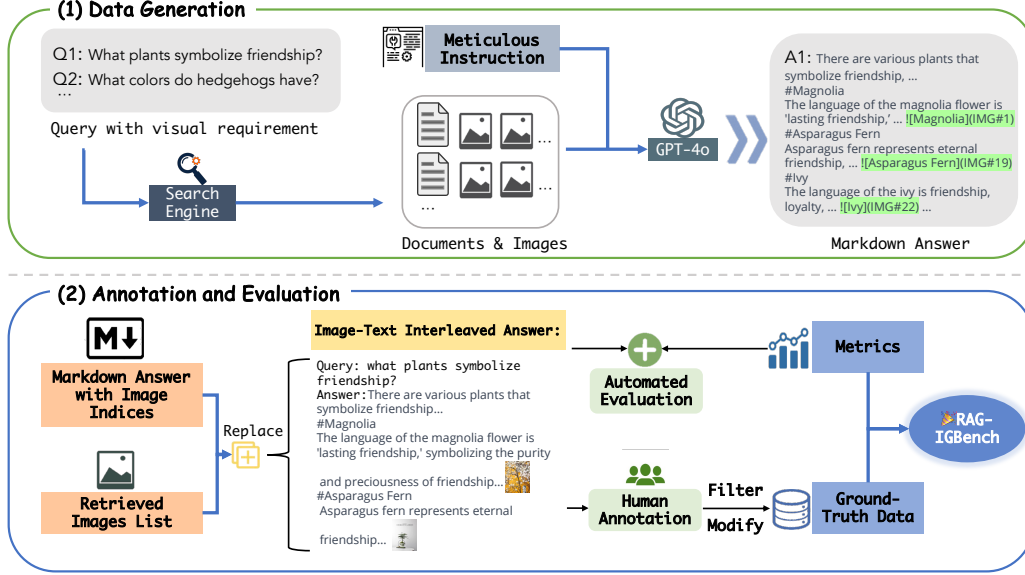 (1) Data Generation
Q1: What plants symbolize friendship?
Q2: What colors do hedgehogs have?
...
Query with visual requirement
Search
Engine
Meticulous
Instruction
...
...
...
Documents & Images
GPT-4o
A1: There are various plants that
symbolize friendship, ...
#Magnolia
The language of the magnolia flower is
'lasting friendship,' ... ![Magnolia](IMG#1)
#Asparagus Fern
Asparagus fern represents eternal
friendship, ... ![Asparagus Fern](IMG#19)
#Ivy
The language of the ivy is friendship,
loyalty, ... ![Ivy](IMG#22) ...
Markdown Answer
(2) Annotation and Evaluation
M
Markdown Answer
with Image
Indices
Retrieved
Images List
Replace
Image-Text Interleaved Answer:
Query: what plants symbolize
friendship?
Answer:There are various plants that
symbolize friendship...
#Magnolia
The language of the magnolia flower is
'lasting friendship,' symbolizing the purity
and preciousness of friendship...
#Asparagus Fern
Asparagus fern represents eternal
friendship...
Automated
Evaluation
Human
Annotation
Filter
Modify
Metrics
Ground-
Truth Data
RAG-
IGBench